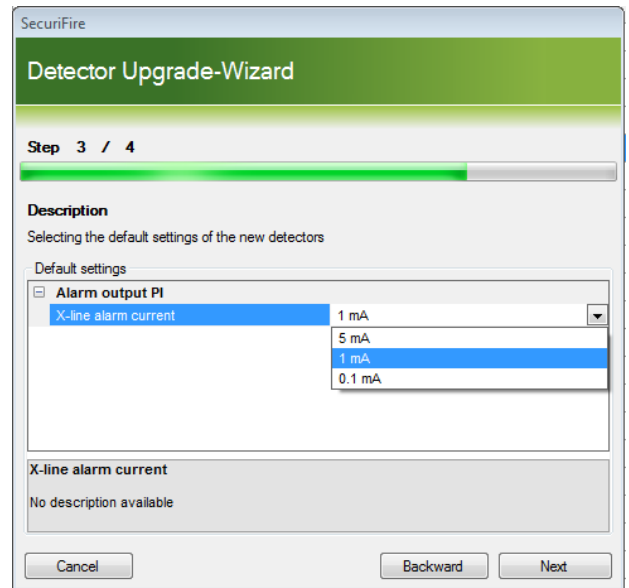 SecuriFire
Detector Upgrade-Wizard
Step 3 / 4
Description
Selecting the default settings of the new detectors
Default settings
Alarm output PI
X-line alarm current 1 mA
5 mA
1 mA
0.1 mA
X-line alarm current
No description available
Cancel Backward Next